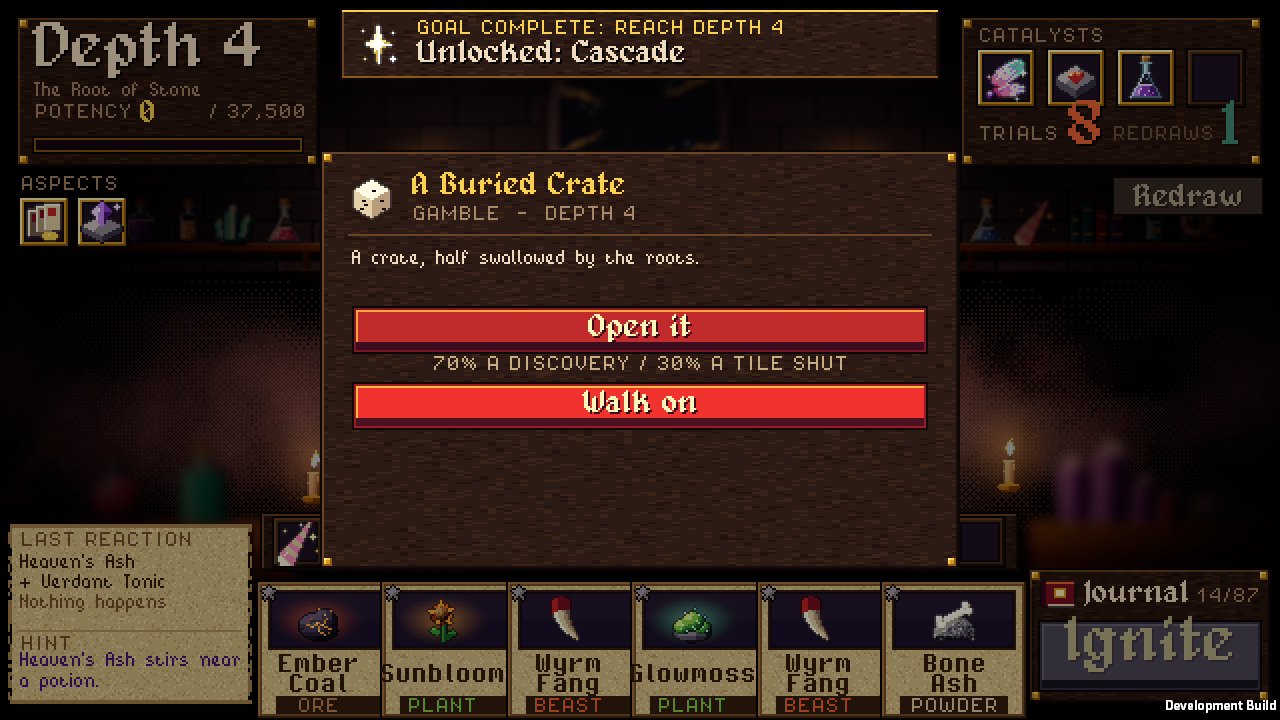 Depth 4
The Root of Stone
POTENCY 0 / 37,500
ASPECTS
GOAL COMPLETE: REACH DEPTH 4
Unlocked: Cascade
CATALYSTS
TRIALS 8 REDRAWS 1
Redraw
A Buried Crate
GAMBLE - DEPTH 4
A crate, half swallowed by the roots.
Open it
70% A DISCOVERY / 30% A TILE SHUT
Walk on
LAST REACTION
Heaven's Ash
+ Verdant Tonic
Nothing happens
HINT
Heaven's Ash stirs near
a potion.
Ember
Coal
ORE
Sunbloom
PLANT
Wyrm
Fang
BEAST
Glowmoss
PLANT
Wyrm
Fang
BEAST
Bone
Ash
POWDER
Journal 14/87
Ignite
Development Build